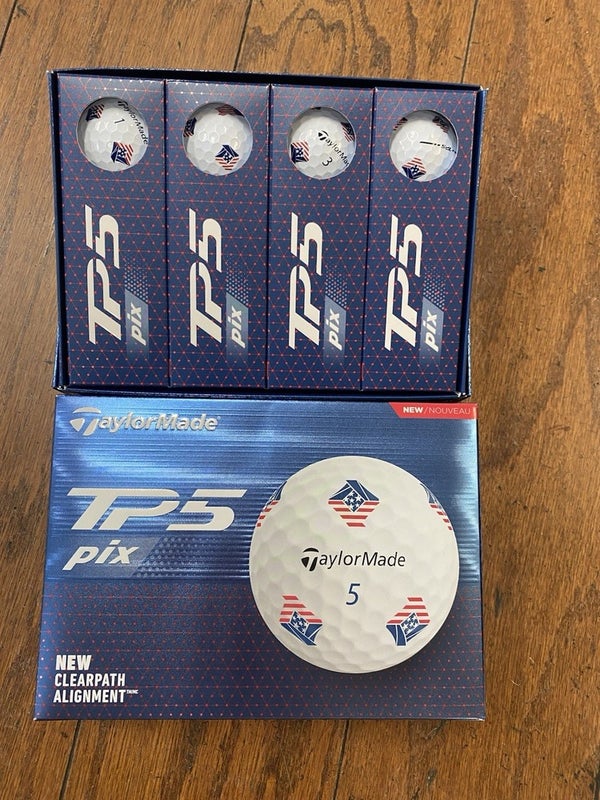 1
TaylorMade
3
TaylorMa
TP5
pix
TP5
pix
TP5
pix
TP5
pix
TaylorMade
NEW/NOUVEAU
TP5
pix
TaylorMade
5
NEW
CLEARPATH
ALIGNMENT